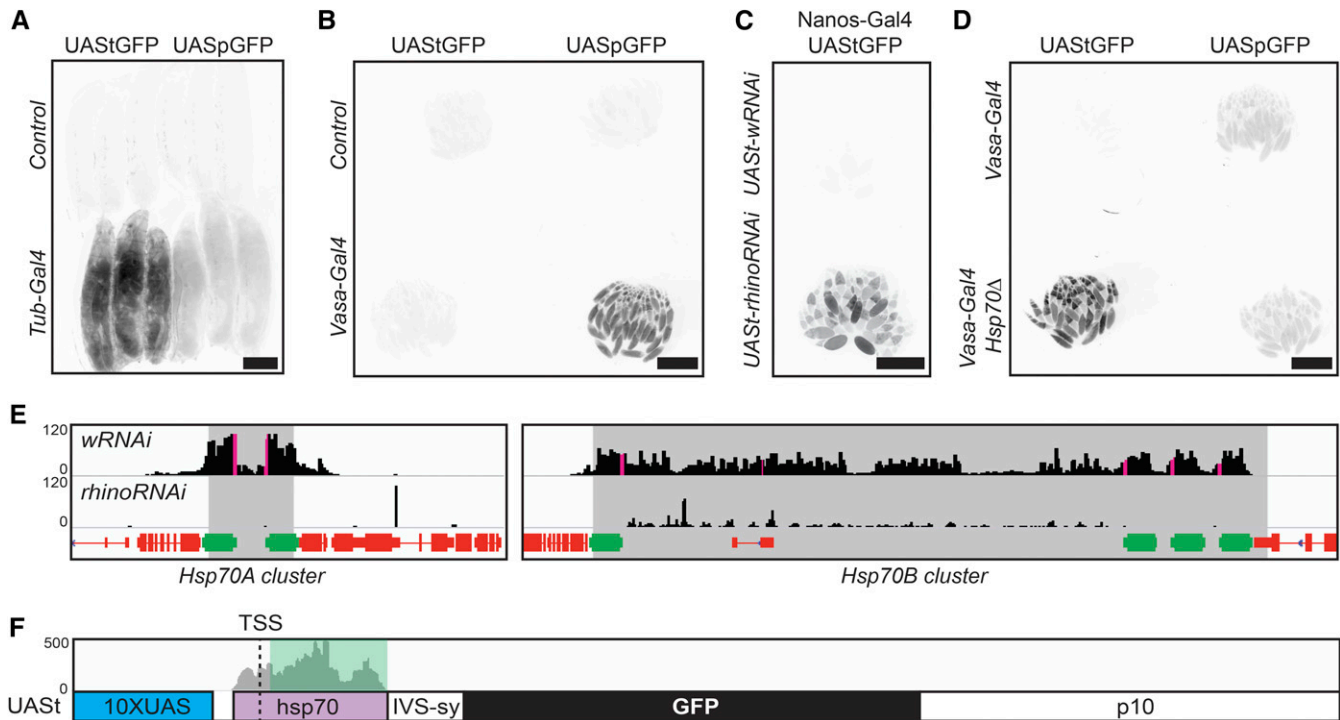 A
UAStGFP UASpGFP
Control
Tub-Gal4
B
UAStGFP UASpGFP
Control
Vasa-Gal4
C
Nanos-Gal4
UAStGFP
UASt-wRNAi
UASt-rhinoRNAi
D
UAStGFP UASpGFP
Vasa-Gal4
Vasa-Gal4
Hsp70Δ
E
120
wRNAi
0
120
rhinoRNAi
0
Hsp70A cluster
Hsp70B cluster
F
TSS
500
0
UASt 10XUAS hsp70 IVS-sy GFP p10